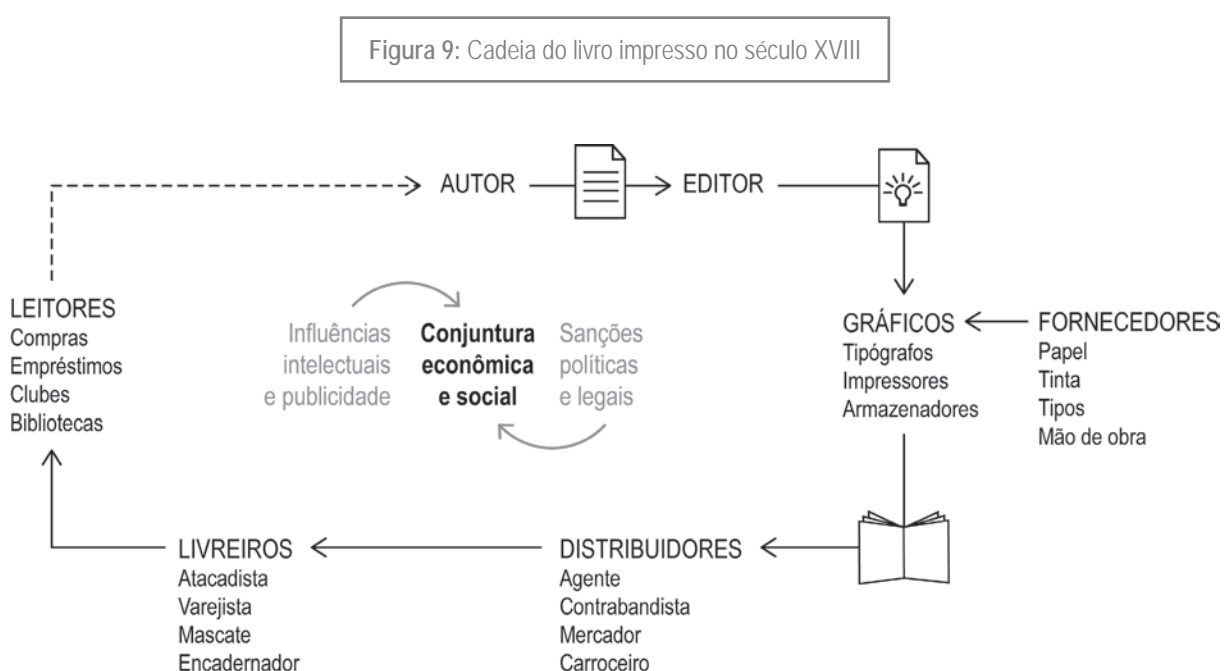 Figura 9: Cadeia do livro impresso no século XVIII
AUTOR
EDITOR
LEITORES
Compras
Empréstimos
Clubes
Bibliotecas
Influências
intelectuais
e publicidade
Conjuntura
econômica
e social
Sanções
políticas
e legais
GRÁFICOS
Tipógrafos
Impressores
Armazenadores
FORNECEDORES
Papel
Tinta
Tipos
Mão de obra
LIVREIROS
Atacadista
Varejista
Mascate
Encadernador
DISTRIBUIDORES
Agente
Contrabandista
Mercador
Carroceiro